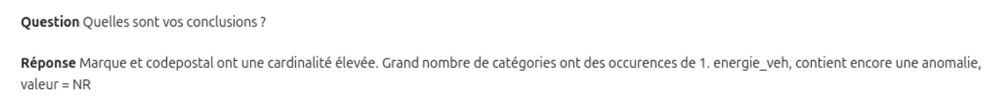 Question Quelles sont vos conclusions ?
Réponse Marque et codepostal ont une cardinalité élevée. Grand nombre de catégories ont des occurences de 1. energie_veh, contient encore une anomalie,
valeur = NR